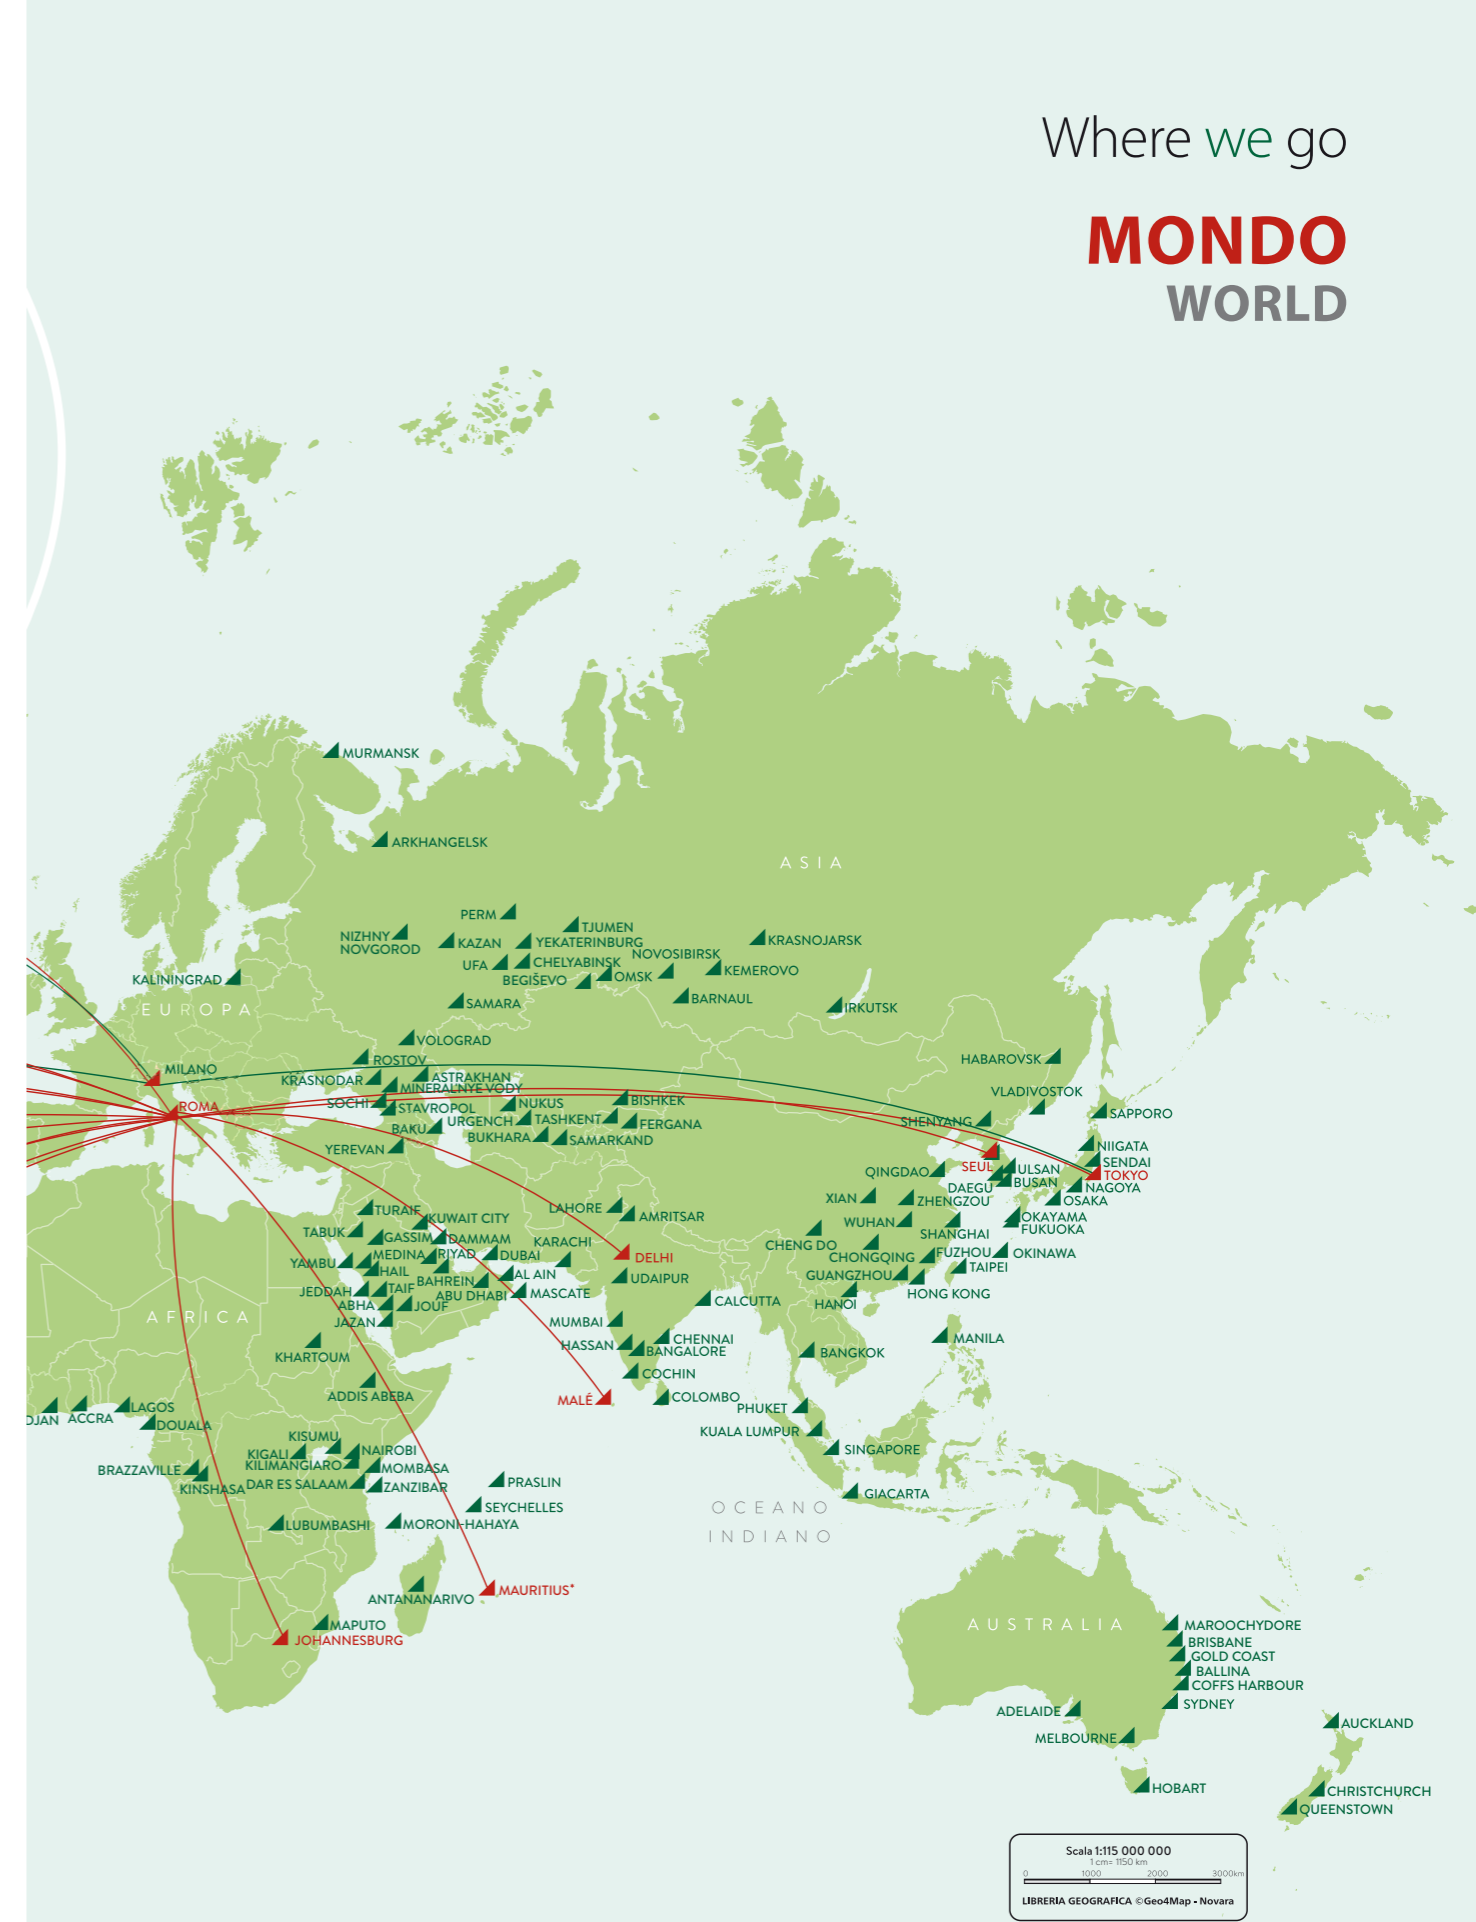 Where we go
MONDO
WORLD
MURMANSK
ARKHANGELSK
ASIA
PERM
TJUMEN
NIZHNY
NOVGOROD
KAZAN
YEKATERINBURG
KRASNOJARSK
NOVOSIBIRSK
UFA
CHELYABINSK
KEMEROVO
BEGIŠEVO
OMSK
KALININGRAD
BARNAUL
SAMARA
IRKUTSK
EUROPA
VOLOGRAD
ROSTOV
HABAROVSK
MILANO
KRASNODAR
ASTRAKHAN
MINERALNYE VODY
VLADIVOSTOK
ROMA
SOCHI
STAVROPOL
NUKUS
BISHKEK
SAPPORO
BAKU
URGENCH
TASHKENT
FERGANA
SHENYANG
BUKHARA
SAMARKAND
YEREVAN
NIIGATA
SENDAI
SEUL
ULSAN
TOKYO
QINGDAO
DAEGU
BUSAN
NAGOYA
XIAN
ZHENGZOU
OSAKA
LAHORE
AMRITSAR
TURAIF
KUWAIT CITY
WUHAN
SHANGHAI
OKAYAMA
FUKUOKA
TABUK
GASSIM
DAMMAM
KARACHI
CHENG DO
CHONGQING
FUZHOU
OKINAWA
MEDINA
RIYAD
DUBAI
DELHI
YAMBU
HAIL
TAIPEI
BAHREIN
AL AIN
UDAIPUR
GUANGZHOU
JEDDAH
TAIF
ABU DHABI
MASCATE
HONG KONG
ABHA
JOUF
CALCUTTA
HANOI
AFRICA
JAZAN
MUMBAI
KHARTOUM
HASSAN
CHENNAI
BANGALORE
MANILA
BANGKOK
COCHIN
ADDIS ABEBA
MALÉ
COLOMBO
PHUKET
DJAN
ACCRA
LAGOS
DOUALA
KUALA LUMPUR
KISUMU
KIGALI
NAIROBI
SINGAPORE
KILIMANGIARO
MOMBASA
BRAZZAVILLE
KINSHASA
DAR ES SALAAM
ZANZIBAR
PRASLIN
GIACARTA
SEYCHELLES
OCEANO
INDIANO
LUBUMBASHI
MORONI-HAHAYA
ANTANANARIVO
MAURITIUS*
MAPUTO
JOHANNESBURG
AUSTRALIA
MAROOCHYDORE
BRISBANE
GOLD COAST
BALLINA
COFFS HARBOUR
SYDNEY
ADELAIDE
MELBOURNE
AUCKLAND
HOBART
CHRISTCHURCH
QUEENSTOWN
Scala 1:115 000 000
1 cm= 1150 km
0 1000 2000 3000km
LIBRERIA GEOGRAFICA ©Geo4Map - Novara